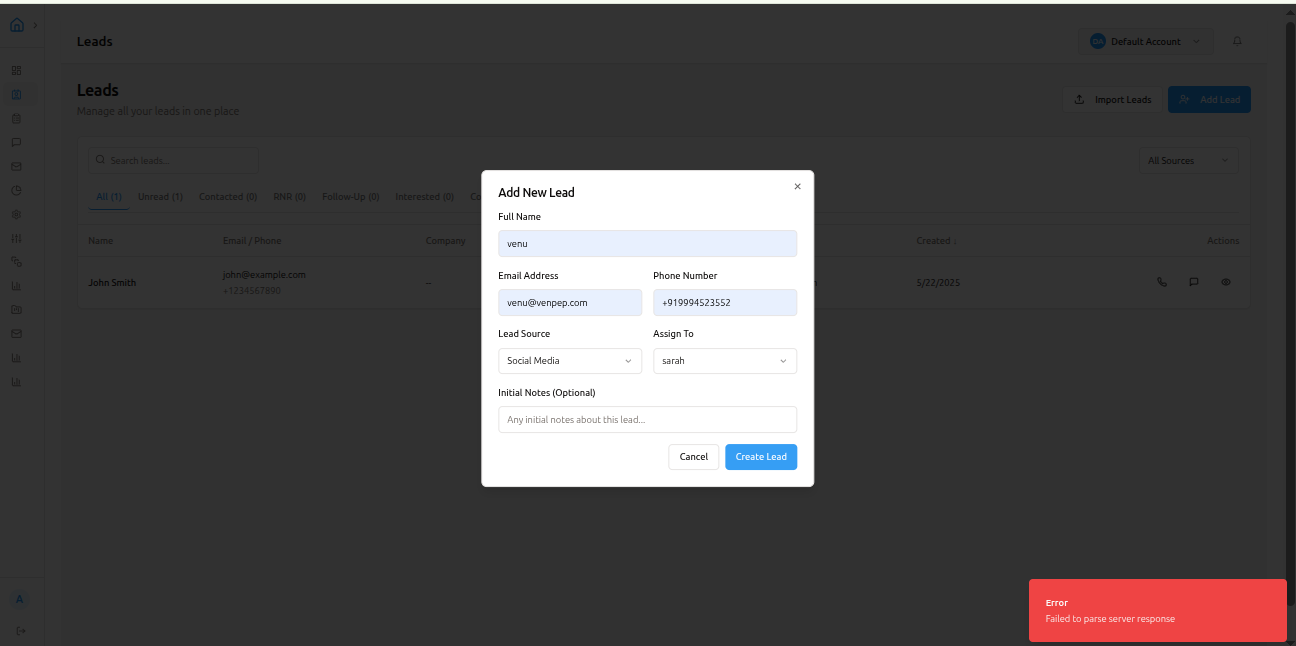 Leads
DA Default Account
Leads
Manage all your leads in one place
Import Leads
Add Lead
Search leads...
All Sources
All (1) Unread (1) Contacted (0) RNR (0) Follow-Up (0) Interested (0) Co
Name Email / Phone Company Created ↓ Actions
John Smith john@example.com – 5/22/2025
+1234567890
Add New Lead
×
Full Name
venu
Email Address Phone Number
venu@venpep.com +919994523552
Lead Source Assign To
Social Media sarah
Initial Notes (Optional)
Any initial notes about this lead...
Cancel Create Lead
A
Error
Failed to parse server response